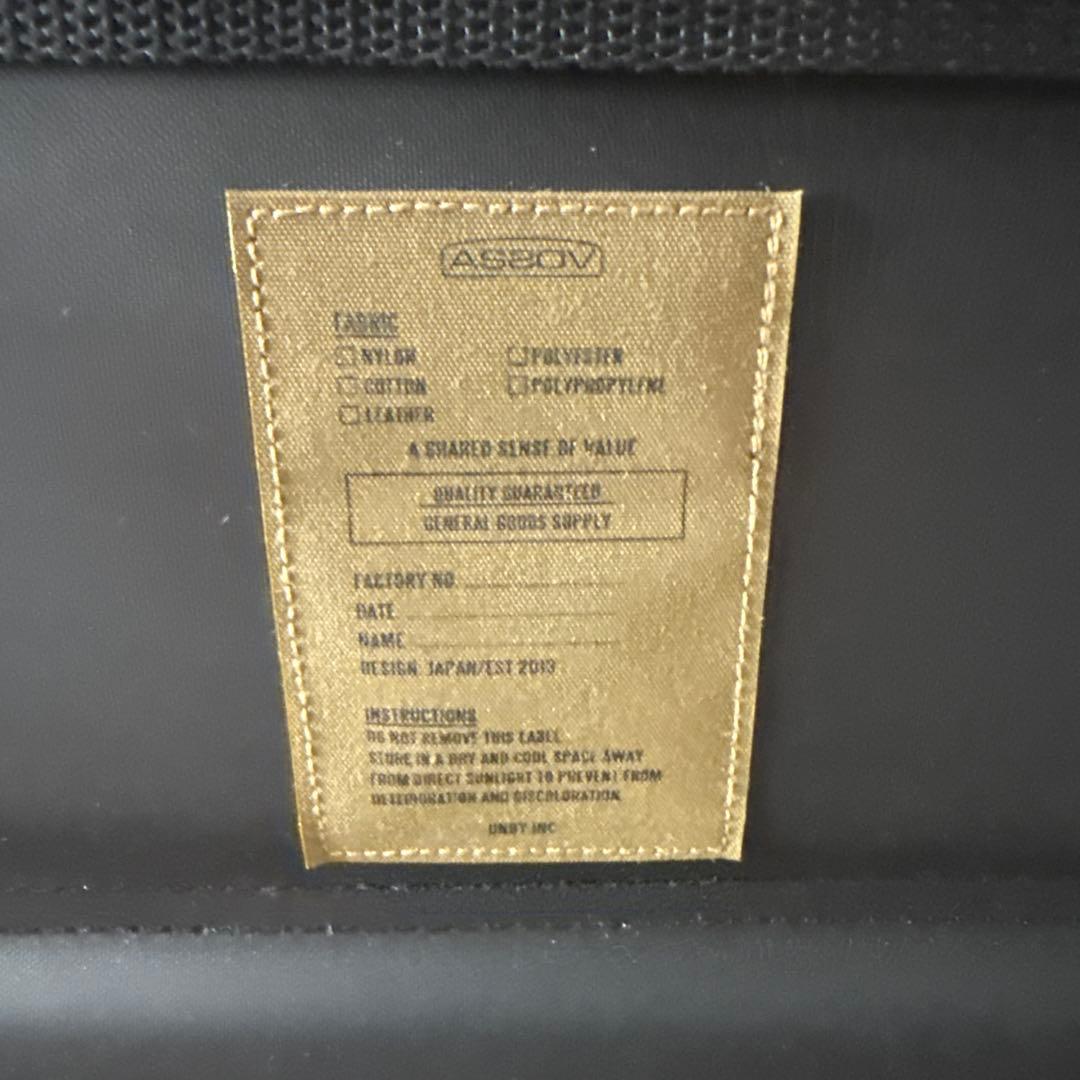 AS2OV
FABRIC
NYLON POLYESTER
COTTON POLYPROPYLENE
LEATHER
A SHARED SENSE OF VALUE
QUALITY GUARANTEED
GENERAL GOODS SUPPLY
FACTORY NO
DATE
NAME
DESIGN JAPAN/EST 2013
INSTRUCTIONS
DO NOT REMOVE THIS LABEL
STORE IN A DRY AND COOL SPACE AWAY
FROM DIRECT SUNLIGHT TO PREVENT FROM
DETERIORATION AND DISCOLORATION
UNBY INC